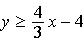 y ≥ 4/3 x − 4